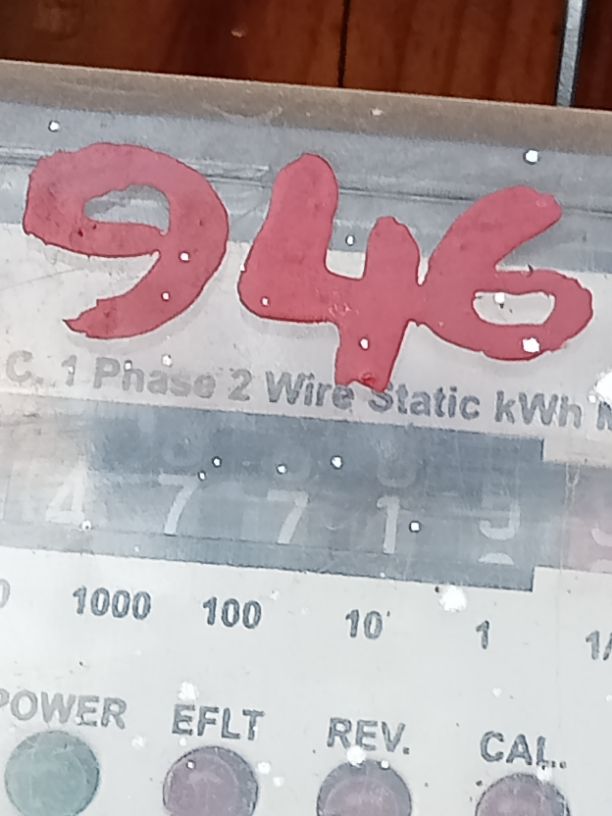 946
C. 1 Phase 2 Wire Static kWh
4 7 7 1
1000 100 10 1 1/
POWER EFLT REV. CAL.